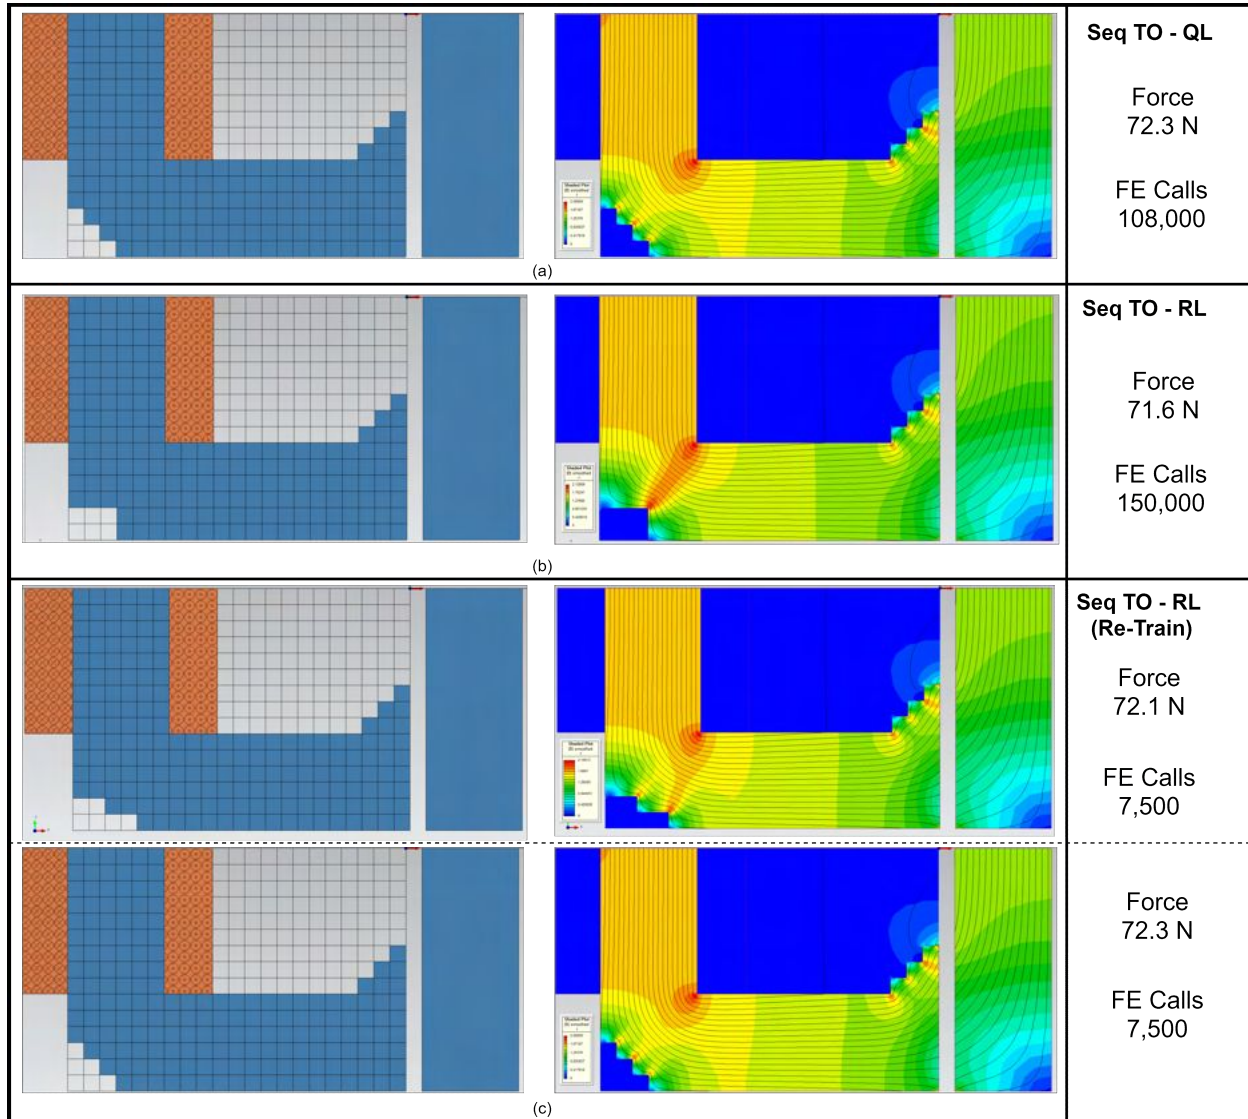 Seq TO - QL
Force
72.3 N
FE Calls
108,000
(a)
Seq TO - RL
Force
71.6 N
FE Calls
150,000
(b)
Seq TO - RL
(Re-Train)
Force
72.1 N
FE Calls
7,500
Force
72.3 N
FE Calls
7,500
(c)